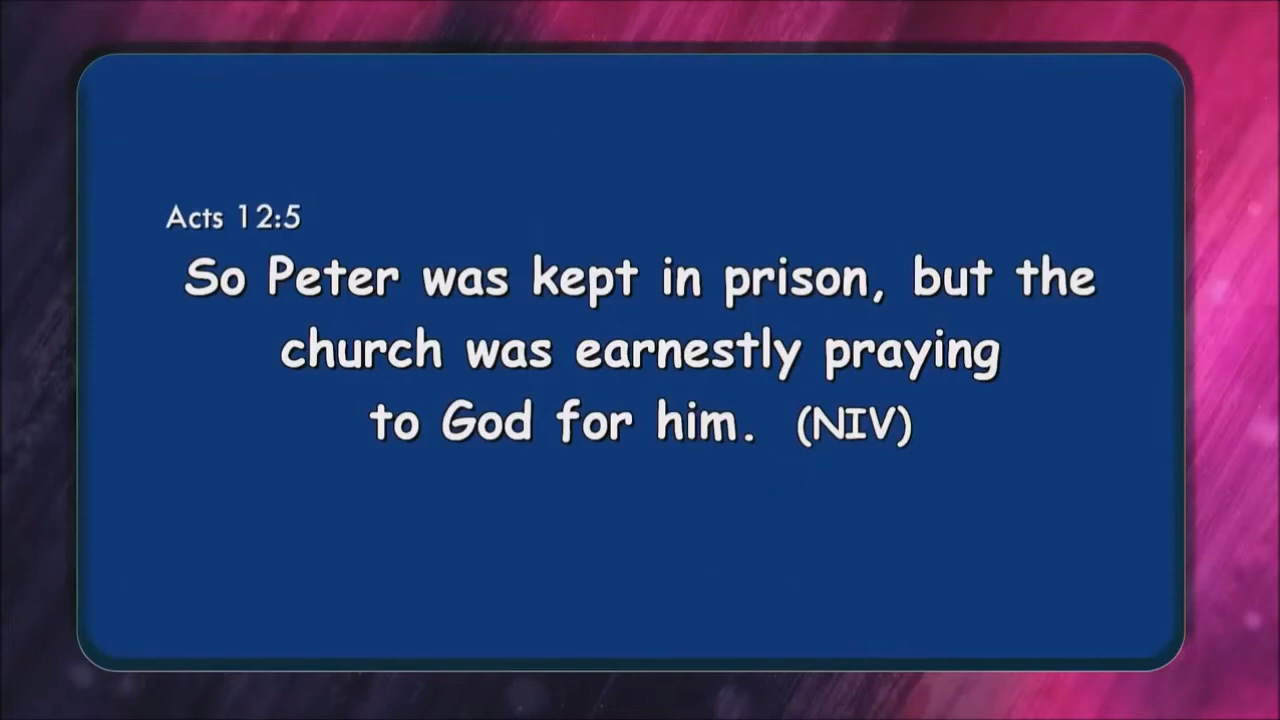 Acts 12:5
So Peter was kept in prison, but the
church was earnestly praying
to God for him. (NIV)